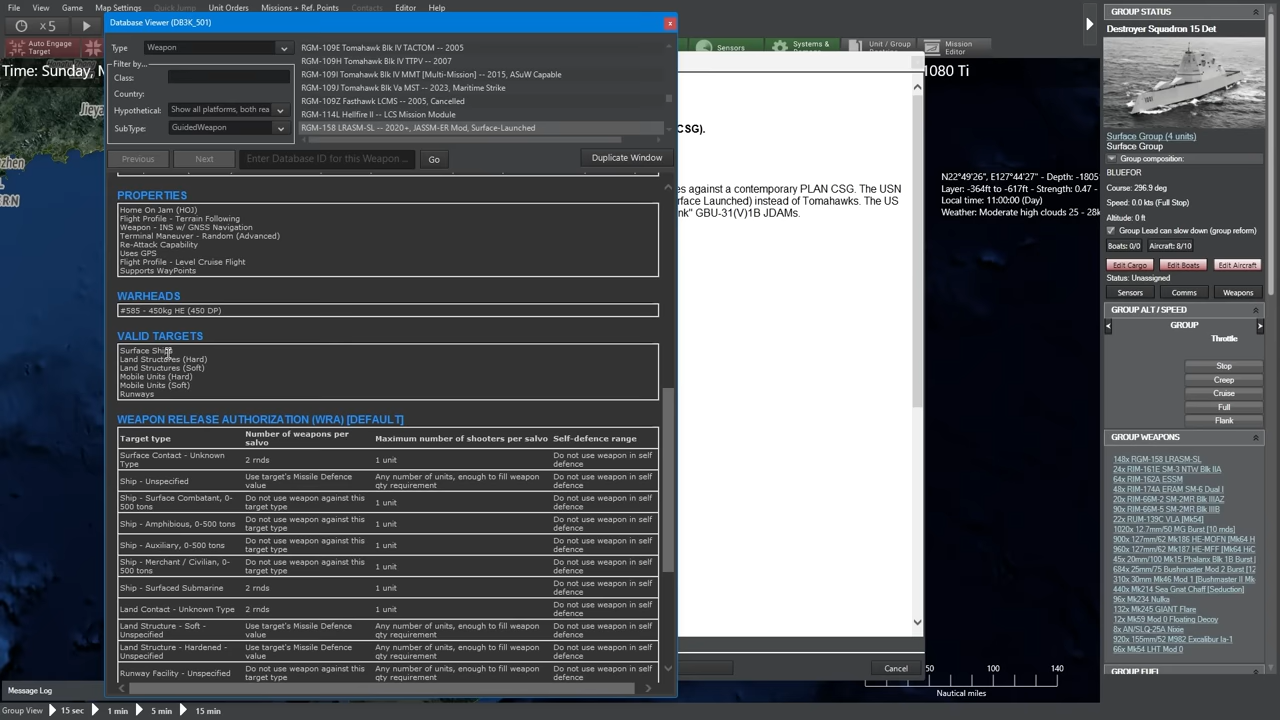 File View Game Map Settings Quick Jump Unit Orders Missions + Ref. Points Contacts Editor Help
x5
Auto Engage
Target
Sensors
Systems &
Unit / Group
Mission
Editor
Time: Sunday,
1080 Ti
Database Viewer (DB3K_501)
x
Type Weapon
Filter by...
Class:
Country:
Hypothetical: Show all platforms, both rea
SubType: GuidedWeapon
RGM-109E Tomahawk Blk IV TACTOM -- 2005
RGM-109H Tomahawk Blk IV TTPV -- 2007
RGM-109I Tomahawk Blk IV MMT [Multi-Mission] -- 2015, ASuW Capable
RGM-109J Tomahawk Blk Va MST -- 2023, Maritime Strike
RGM-109Z Fasthawk LCMS -- 2005, Cancelled
RGM-114L Hellfire II -- LCS Mission Module
RGM-158 LRASM-SL -- 2020+, JASSM-ER Mod, Surface-Launched
Previous Next Enter Database ID for this Weapon ... Go Duplicate Window
PROPERTIES
Home On Jam (HOJ)
Flight Profile - Terrain Following
Weapon - INS w/ GNSS Navigation
Terminal Maneuver - Random (Advanced)
Re-Attack Capability
Uses GPS
Flight Profile - Level Cruise Flight
Supports WayPoints
WARHEADS
#585 - 450kg HE (450 DP)
VALID TARGETS
Surface Ships
Land Structures (Hard)
Land Structures (Soft)
Mobile Units (Hard)
Mobile Units (Soft)
Runways
WEAPON RELEASE AUTHORIZATION (WRA) [DEFAULT]
Target type Number of weapons per salvo Maximum number of shooters per salvo Self-defence range
Surface Contact - Unknown Type 2 rnds 1 unit Do not use weapon in self defence
Ship - Unspecified Use target's Missile Defence value Any number of units, enough to fill weapon qty requirement Do not use weapon in self defence
Ship - Surface Combatant, 0-500 tons Do not use weapon against this target type 1 unit Do not use weapon in self defence
Ship - Amphibious, 0-500 tons Do not use weapon against this target type 1 unit Do not use weapon in self defence
Ship - Auxiliary, 0-500 tons Do not use weapon against this target type 1 unit Do not use weapon in self defence
Ship - Merchant / Civilian, 0-500 tons Do not use weapon against this target type 1 unit Do not use weapon in self defence
Ship - Surfaced Submarine 2 rnds 1 unit Do not use weapon in self defence
Land Contact - Unknown Type 2 rnds 1 unit Do not use weapon in self defence
Land Structure - Soft - Unspecified Use target's Missile Defence value Any number of units, enough to fill weapon qty requirement Do not use weapon in self defence
Land Structure - Hardened - Unspecified Use target's Missile Defence value Any number of units, enough to fill weapon qty requirement Do not use weapon in self defence
Runway Facility - Unspecified Do not use weapon against this target type Any number of units, enough to fill weapon qty requirement Do not use weapon in self defence
CSG).
es against a contemporary PLAN CSG. The USN
rface Launched) instead of Tomahawks. The US
nk" GBU-31(V)1B JDAMs.
Cancel
N22°49'26", E127°44'27" - Depth: -1805
Layer: -364ft to -617ft - Strength: 0.47 -
Local time: 11:00:00 (Day)
Weather: Moderate high clouds 25 - 28k
50 100 140
Nautical miles
GROUP STATUS
Destroyer Squadron 15 Det
Surface Group (4 units)
Surface Group
Group composition:
BLUEFOR
Course: 296.9 deg
Speed: 0.0 kts (Full Stop)
Altitude: 0 ft
Group Lead can slow down (group reform)
Boats: 0/0 Aircraft: 8/10
Edit Cargo Edit Boats Edit Aircraft
Status: Unassigned
Sensors Comms Weapons
GROUP ALT / SPEED
GROUP
Throttle
Stop
Creep
Cruise
Full
Flank
GROUP WEAPONS
148x RGM-158 LRASM-SL
24x RIM-161E SM-3 NTW Blk IIA
64x RIM-162A ESSM
48x RIM-174A ERAM SM-6 Dual I
20x RIM-66M-2 SM-2MR Blk IIIAZ
90x RIM-66M-5 SM-2MR Blk IIIB
22x RUM-139C VLA [Mk54]
1020x 12.7mm/50 MG Burst [10 rnds]
900x 127mm/62 Mk186 HE-MOFN [Mk64 H
960x 127mm/62 Mk187 HE-MFF [Mk64 HiC
45x 20mm/100 Mk15 Phalanx Blk 1B Burst [
684x 25mm/75 Bushmaster Mod 2 Burst [12
310x 30mm Mk46 Mod 1 [Bushmaster II Mk
440x Mk214 Sea Gnat Chaff [Seduction]
96x Mk234 Nulka
132x Mk245 GIANT Flare
12x Mk59 Mod 0 Floating Decoy
8x AN/SLQ-25A Nixie
920x 155mm/52 M982 Excalibur Ia-1
66x Mk54 LHT Mod 0
GROUP FUEL
Message Log
Group View 15 sec 1 min 5 min 15 min